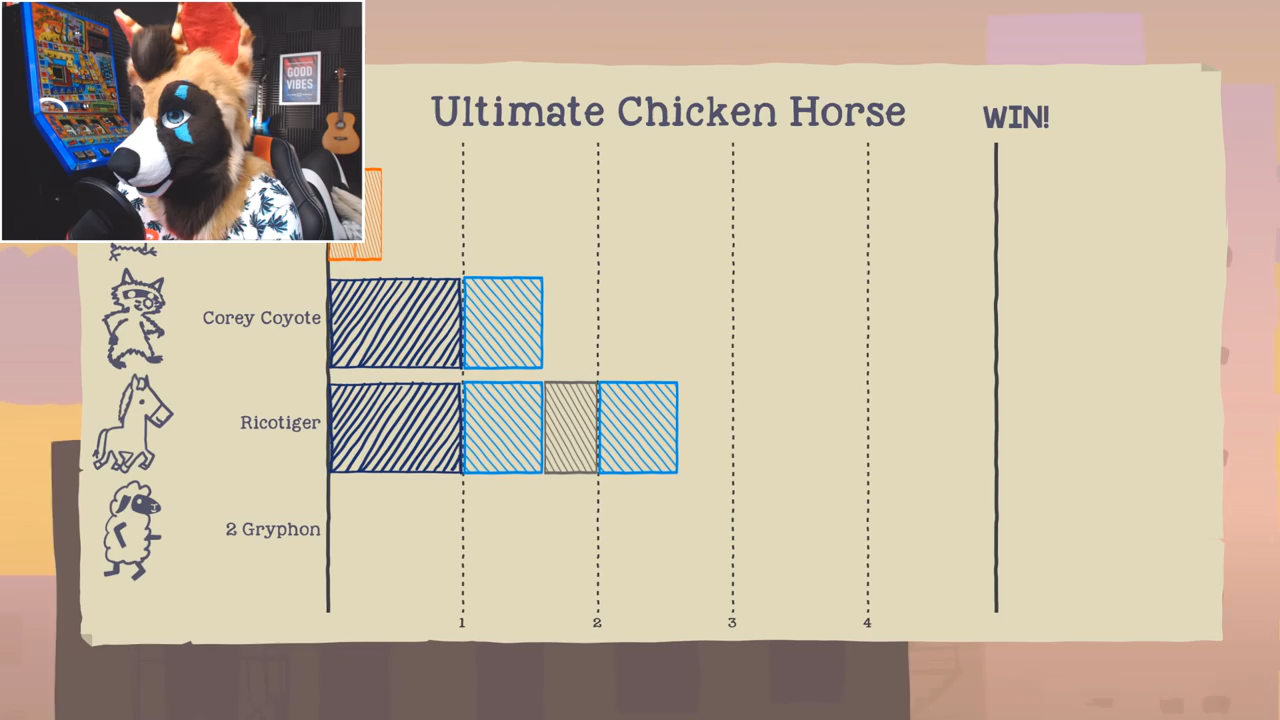 GOOD
VIBES
Ultimate Chicken Horse
WIN!
Corey Coyote
Ricotiger
2 Gryphon
1
2
3
4